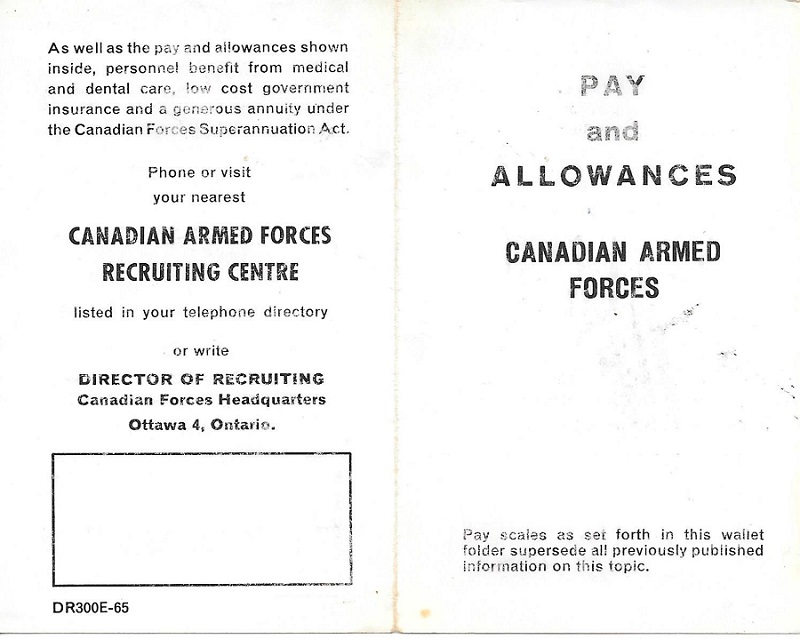 As well as the pay and allowances shown
inside, personnel benefit from medical
and dental care, low cost government
insurance and a generous annuity under
the Canadian Forces Superannuation Act.
Phone or visit
your nearest
CANADIAN ARMED FORCES
RECRUITING CENTRE
listed in your telephone directory
or write
DIRECTOR OF RECRUITING
Canadian Forces Headquarters
Ottawa 4, Ontario.
DR300E-65
PAY
and
ALLOWANCES
CANADIAN ARMED
FORCES
Pay scales as set forth in this wallet
folder supersede all previously published
information on this topic.